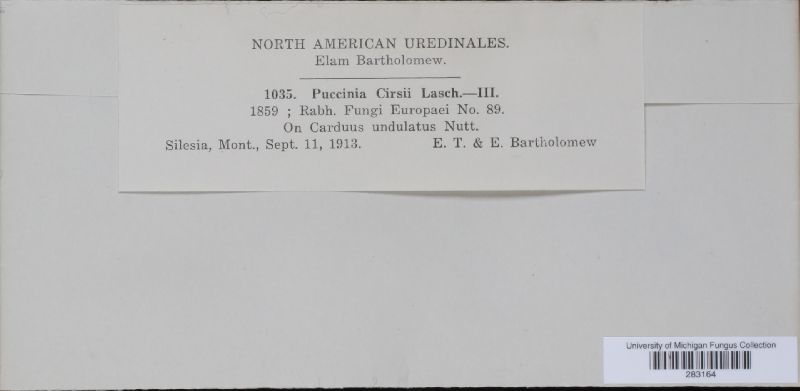 NORTH AMERICAN UREDINALES.
Elam Bartholomew.
1035. Puccinia Cirsii Lasch.—III.
1859 ; Rabh. Fungi Europaei No. 89.
On Carduus undulatus Nutt.
Silesia, Mont., Sept. 11, 1913. E. T. & E. Bartholomew
University of Michigan Fungus Collection
283164